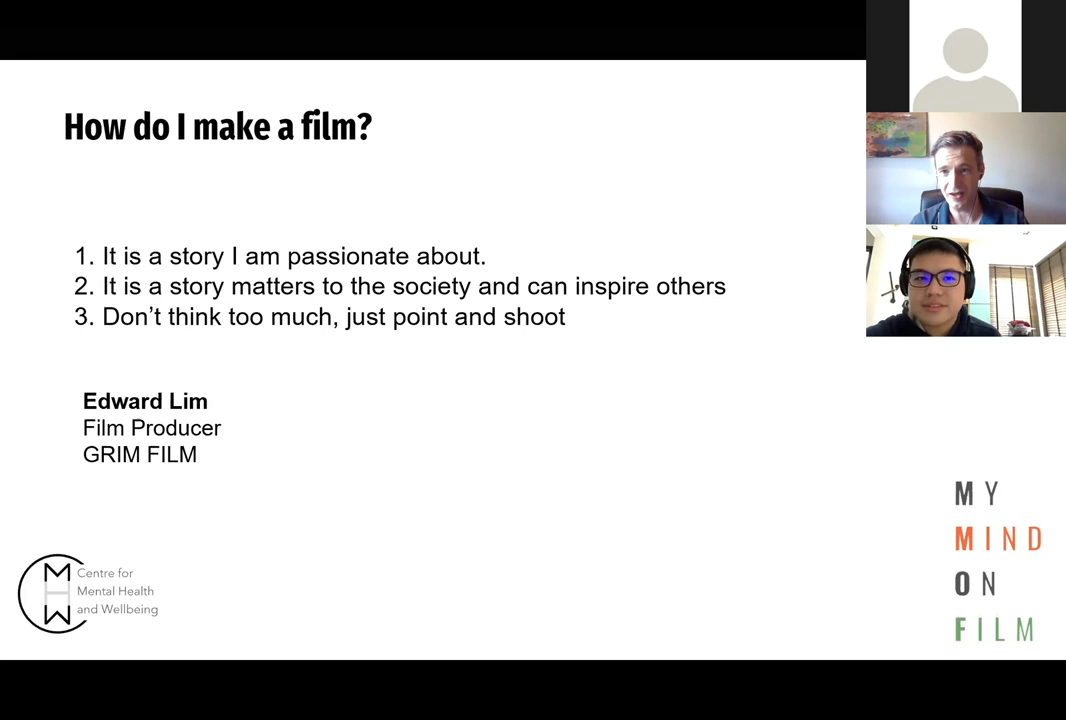 How do I make a film?
1. It is a story I am passionate about.
2. It is a story matters to the society and can inspire others
3. Don’t think too much, just point and shoot
Edward Lim
Film Producer
GRIM FILM
MHW
Centre for
Mental Health
and Wellbeing
MY
MIND
ON
FILM